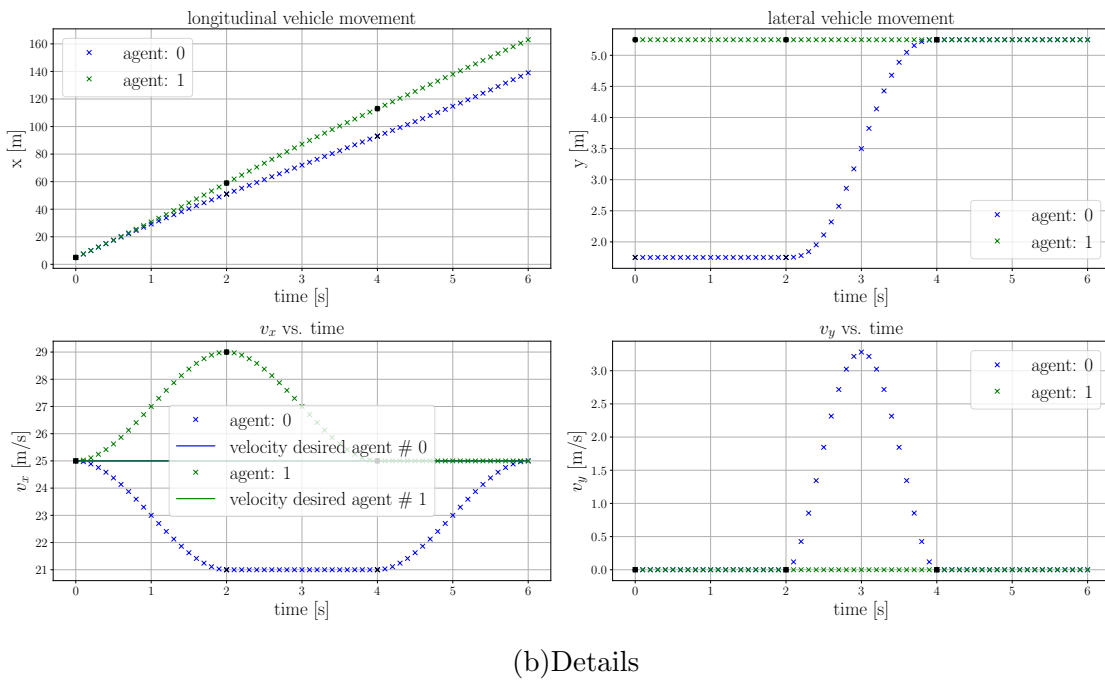 longitudinal vehicle movement
160
140
120
100
80
60
40
20
0
x [m]
agent: 0
agent: 1
0 1 2 3 4 5 6
time [s]
lateral vehicle movement
5.0
4.5
4.0
3.5
3.0
2.5
2.0
y [m]
agent: 0
agent: 1
0 1 2 3 4 5 6
time [s]
v_x vs. time
29
28
27
26
25
24
23
22
21
v_x [m/s]
agent: 0
velocity desired agent # 0
agent: 1
velocity desired agent # 1
0 1 2 3 4 5 6
time [s]
v_y vs. time
3.0
2.5
2.0
1.5
1.0
0.5
0.0
v_y [m/s]
agent: 0
agent: 1
0 1 2 3 4 5 6
time [s]
(b)Details